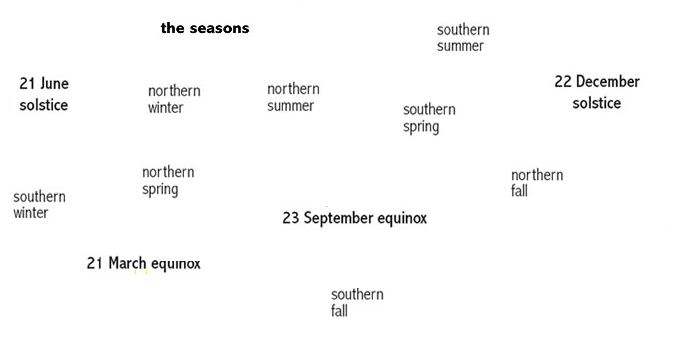 the seasons
southern
summer
21 June
solstice
northern
winter
northern
summer
southern
spring
22 December
solstice
northern
spring
southern
winter
northern
fall
23 September equinox
21 March equinox
southern
fall